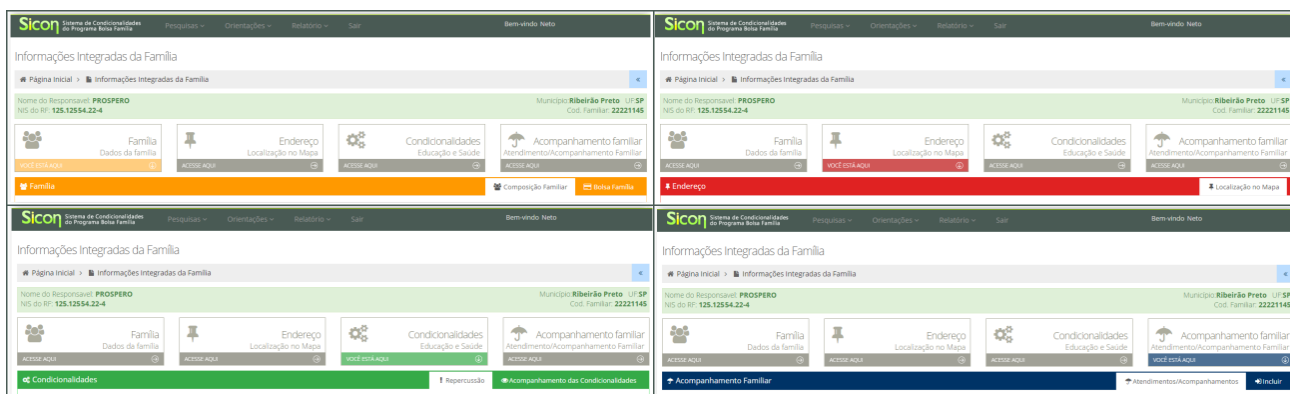 Sicon Sistema de Condicionalidades do Programa Bolsa Família Pesquisas Orientações Relatório Sair Bem-vindo Neto
Informações Integradas da Família
Página Inicial > Informações Integradas da Família «
Nome do Responsavel: PROSPERO Município:Ribeirão Preto UF:SP
NIS do RF: 125.12554.22-4 Cod. Familiar: 22221145
Família Endereço Condicionalidades Acompanhamento familiar
Dados da família Localização no Mapa Educação e Saúde Atendimento/Acompanhamento Familiar
VOCÊ ESTÁ AQUI ACESSE AQUI ACESSE AQUI ACESSE AQUI
Família Composição Familiar Bolsa Família
Sicon Sistema de Condicionalidades do Programa Bolsa Família Pesquisas Orientações Relatório Sair Bem-vindo Neto
Informações Integradas da Família
Página Inicial > Informações Integradas da Família «
Nome do Responsavel: PROSPERO Município:Ribeirão Preto UF:SP
NIS do RF: 125.12554.22-4 Cod. Familiar: 22221145
Família Endereço Condicionalidades Acompanhamento familiar
Dados da família Localização no Mapa Educação e Saúde Atendimento/Acompanhamento Familiar
ACESSE AQUI VOCÊ ESTÁ AQUI ACESSE AQUI ACESSE AQUI
Endereço Localização no Mapa
Sicon Sistema de Condicionalidades do Programa Bolsa Família Pesquisas Orientações Relatório Sair Bem-vindo Neto
Informações Integradas da Família
Página Inicial > Informações Integradas da Família «
Nome do Responsavel: PROSPERO Município:Ribeirão Preto UF:SP
NIS do RF: 125.12554.22-4 Cod. Familiar: 22221145
Família Endereço Condicionalidades Acompanhamento familiar
Dados da família Localização no Mapa Educação e Saúde Atendimento/Acompanhamento Familiar
ACESSE AQUI ACESSE AQUI VOCÊ ESTÁ AQUI ACESSE AQUI
Condicionalidades Repercussão Acompanhamento das Condicionalidades
Sicon Sistema de Condicionalidades do Programa Bolsa Família Pesquisas Orientações Relatório Sair Bem-vindo Neto
Informações Integradas da Família
Página Inicial > Informações Integradas da Família «
Nome do Responsavel: PROSPERO Município:Ribeirão Preto UF:SP
NIS do RF: 125.12554.22-4 Cod. Familiar: 22221145
Família Endereço Condicionalidades Acompanhamento familiar
Dados da família Localização no Mapa Educação e Saúde Atendimento/Acompanhamento Familiar
ACESSE AQUI ACESSE AQUI ACESSE AQUI VOCÊ ESTÁ AQUI
Acompanhamento Familiar Atendimentos/Acompanhamentos Incluir